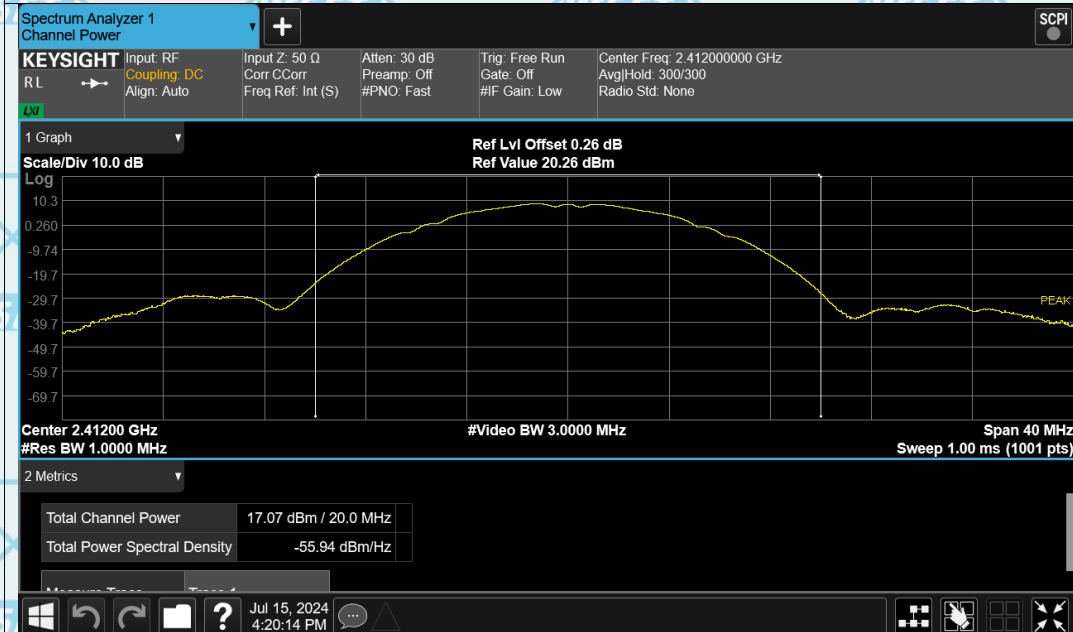 Spectrum Analyzer 1
Channel Power
+
SCPI
KEYSIGHT
R L
LXI
Input: RF
Coupling: DC
Align: Auto
Input Z: 50 Ω
Corr CCorr
Freq Ref: Int (S)
Atten: 30 dB
Preamp: Off
#PNO: Fast
Trig: Free Run
Gate: Off
#IF Gain: Low
Center Freq: 2.412000000 GHz
Avg|Hold: 300/300
Radio Std: None
1 Graph
Ref Lvl Offset 0.26 dB
Scale/Div 10.0 dB
Ref Value 20.26 dBm
Log
10.3
0.260
-9.74
-19.7
-29.7
PEAK
-39.7
-49.7
-59.7
-69.7
Center 2.41200 GHz
#Video BW 3.0000 MHz
Span 40 MHz
#Res BW 1.0000 MHz
Sweep 1.00 ms (1001 pts)
2 Metrics
Total Channel Power
17.07 dBm / 20.0 MHz
Total Power Spectral Density
-55.94 dBm/Hz
Measure Trace
Trace 1
?
Jul 15, 2024
4:20:14 PM